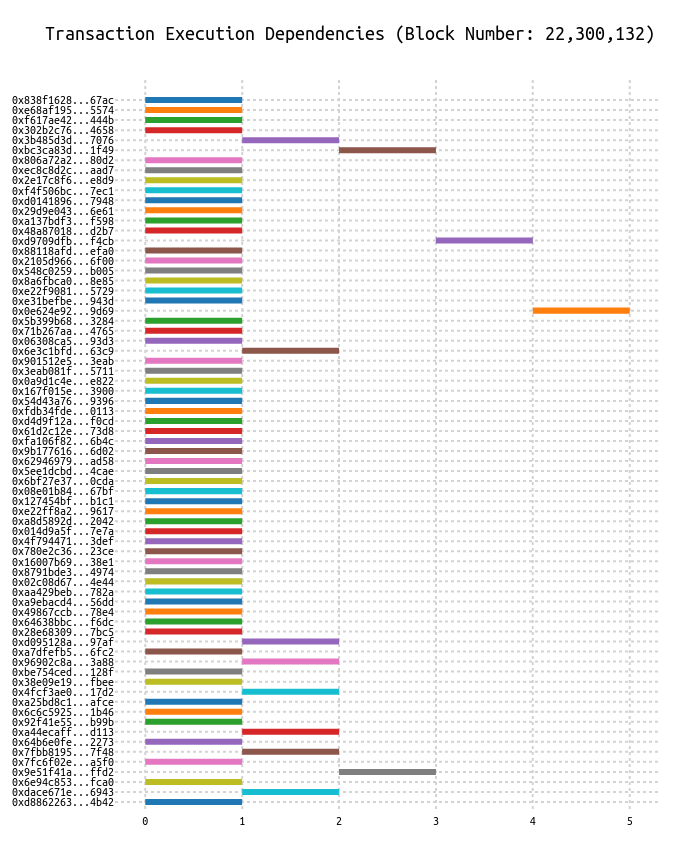 Transaction Execution Dependencies (Block Number: 22,300,132)
0x838f1628...67ac
0xe68af195...5574
0xf617ae42...444b
0x302b2c76...4658
0x3b485d3d...7076
0xbc3ca83d...1f49
0x806a72a2...80d2
0xec8c8d2c...aad7
0x2e17c8f6...e8d9
0xf4f506bc...7ec1
0xd0141896...7948
0x29d9e043...6e61
0xa137bdf3...f598
0x48a87018...d2b7
0xd9709dfb...f4cb
0x88118afd...efa0
0x2105d966...6f00
0x548c0259...b005
0x8a6fbca0...8e85
0xe22f9081...5729
0xe31befbe...943d
0x0e624e92...9d69
0x5b399b68...3284
0x71b267aa...4765
0x06308ca5...93d3
0x6e3c1bfd...63c9
0x901512e5...3eab
0x3eab081f...5711
0x0a9d1c4e...e822
0x167f015e...3900
0x54d43a76...9396
0xfdb34fde...0113
0xd4d9f12a...f0cd
0x61d2c12e...73d8
0xfa106f82...6b4c
0x9b177616...6d02
0x62946979...ad58
0x5ee1dcbd...4cae
0x6bf27e37...0cda
0x08e01b84...67bf
0x127454bf...b1c1
0xe22ff8a2...9617
0xa8d5892d...2042
0x014d9a5f...7e7a
0x4f794471...3def
0x780e2c36...23ce
0x16007b69...38e1
0x8791bde3...4974
0x02c08d67...4e44
0xaa429beb...782a
0xa9ebacd4...56dd
0x49867ccb...78e4
0x64638bbc...f6dc
0x28e68309...7bc5
0xd095128a...97af
0xa7dfefb5...6fc2
0x96902c8a...3a88
0xbe754ced...128f
0x38e09e19...fbee
0x4fcf3ae0...17d2
0xa25bd8c1...afce
0x6c6c5925...1b46
0x92f41e55...b99b
0xa44ecaff...d113
0x64b6e0fe...2273
0x7fbb8195...7f48
0x7fc6f02e...a5f0
0x9e51f41a...ffd2
0x6e94c853...fca0
0xdace671e...6943
0xd8862263...4b42
0 1 2 3 4 5